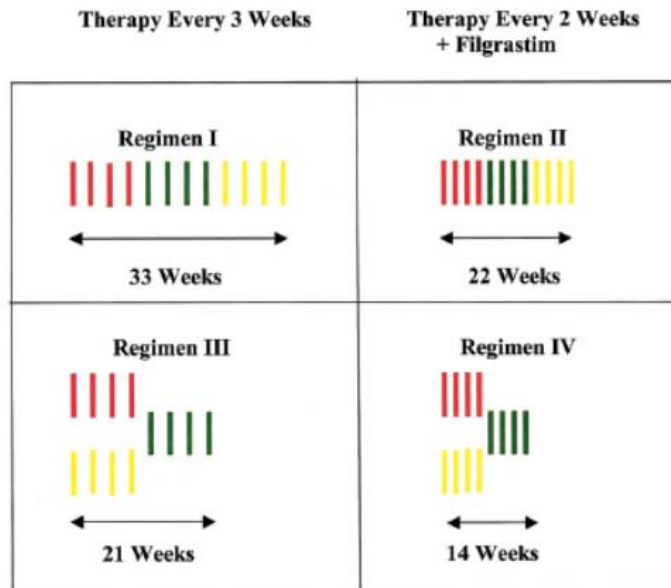 Therapy Every 3 Weeks
Therapy Every 2 Weeks
+ Filgrastim
Regimen I
33 Weeks
Regimen II
22 Weeks
Regimen III
21 Weeks
Regimen IV
14 Weeks